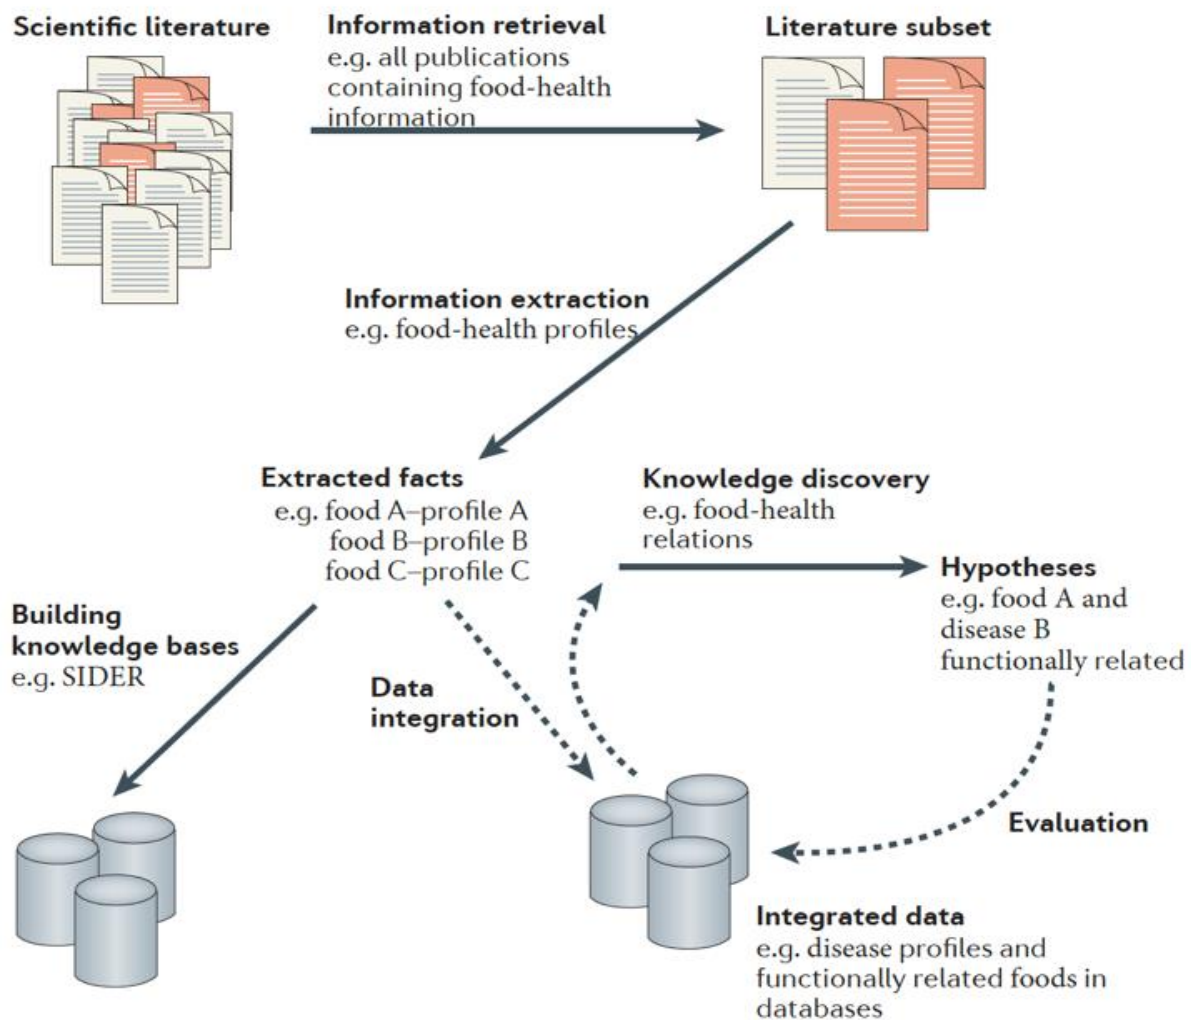 Scientific literature
Information retrieval
e.g. all publications
containing food-health
information
Literature subset
Information extraction
e.g. food-health profiles
Extracted facts
e.g. food A–profile A
food B–profile B
food C–profile C
Knowledge discovery
e.g. food-health
relations
Hypotheses
e.g. food A and
disease B
functionally related
Building
knowledge bases
e.g. SIDER
Data
integration
Evaluation
Integrated data
e.g. disease profiles and
functionally related foods in
databases